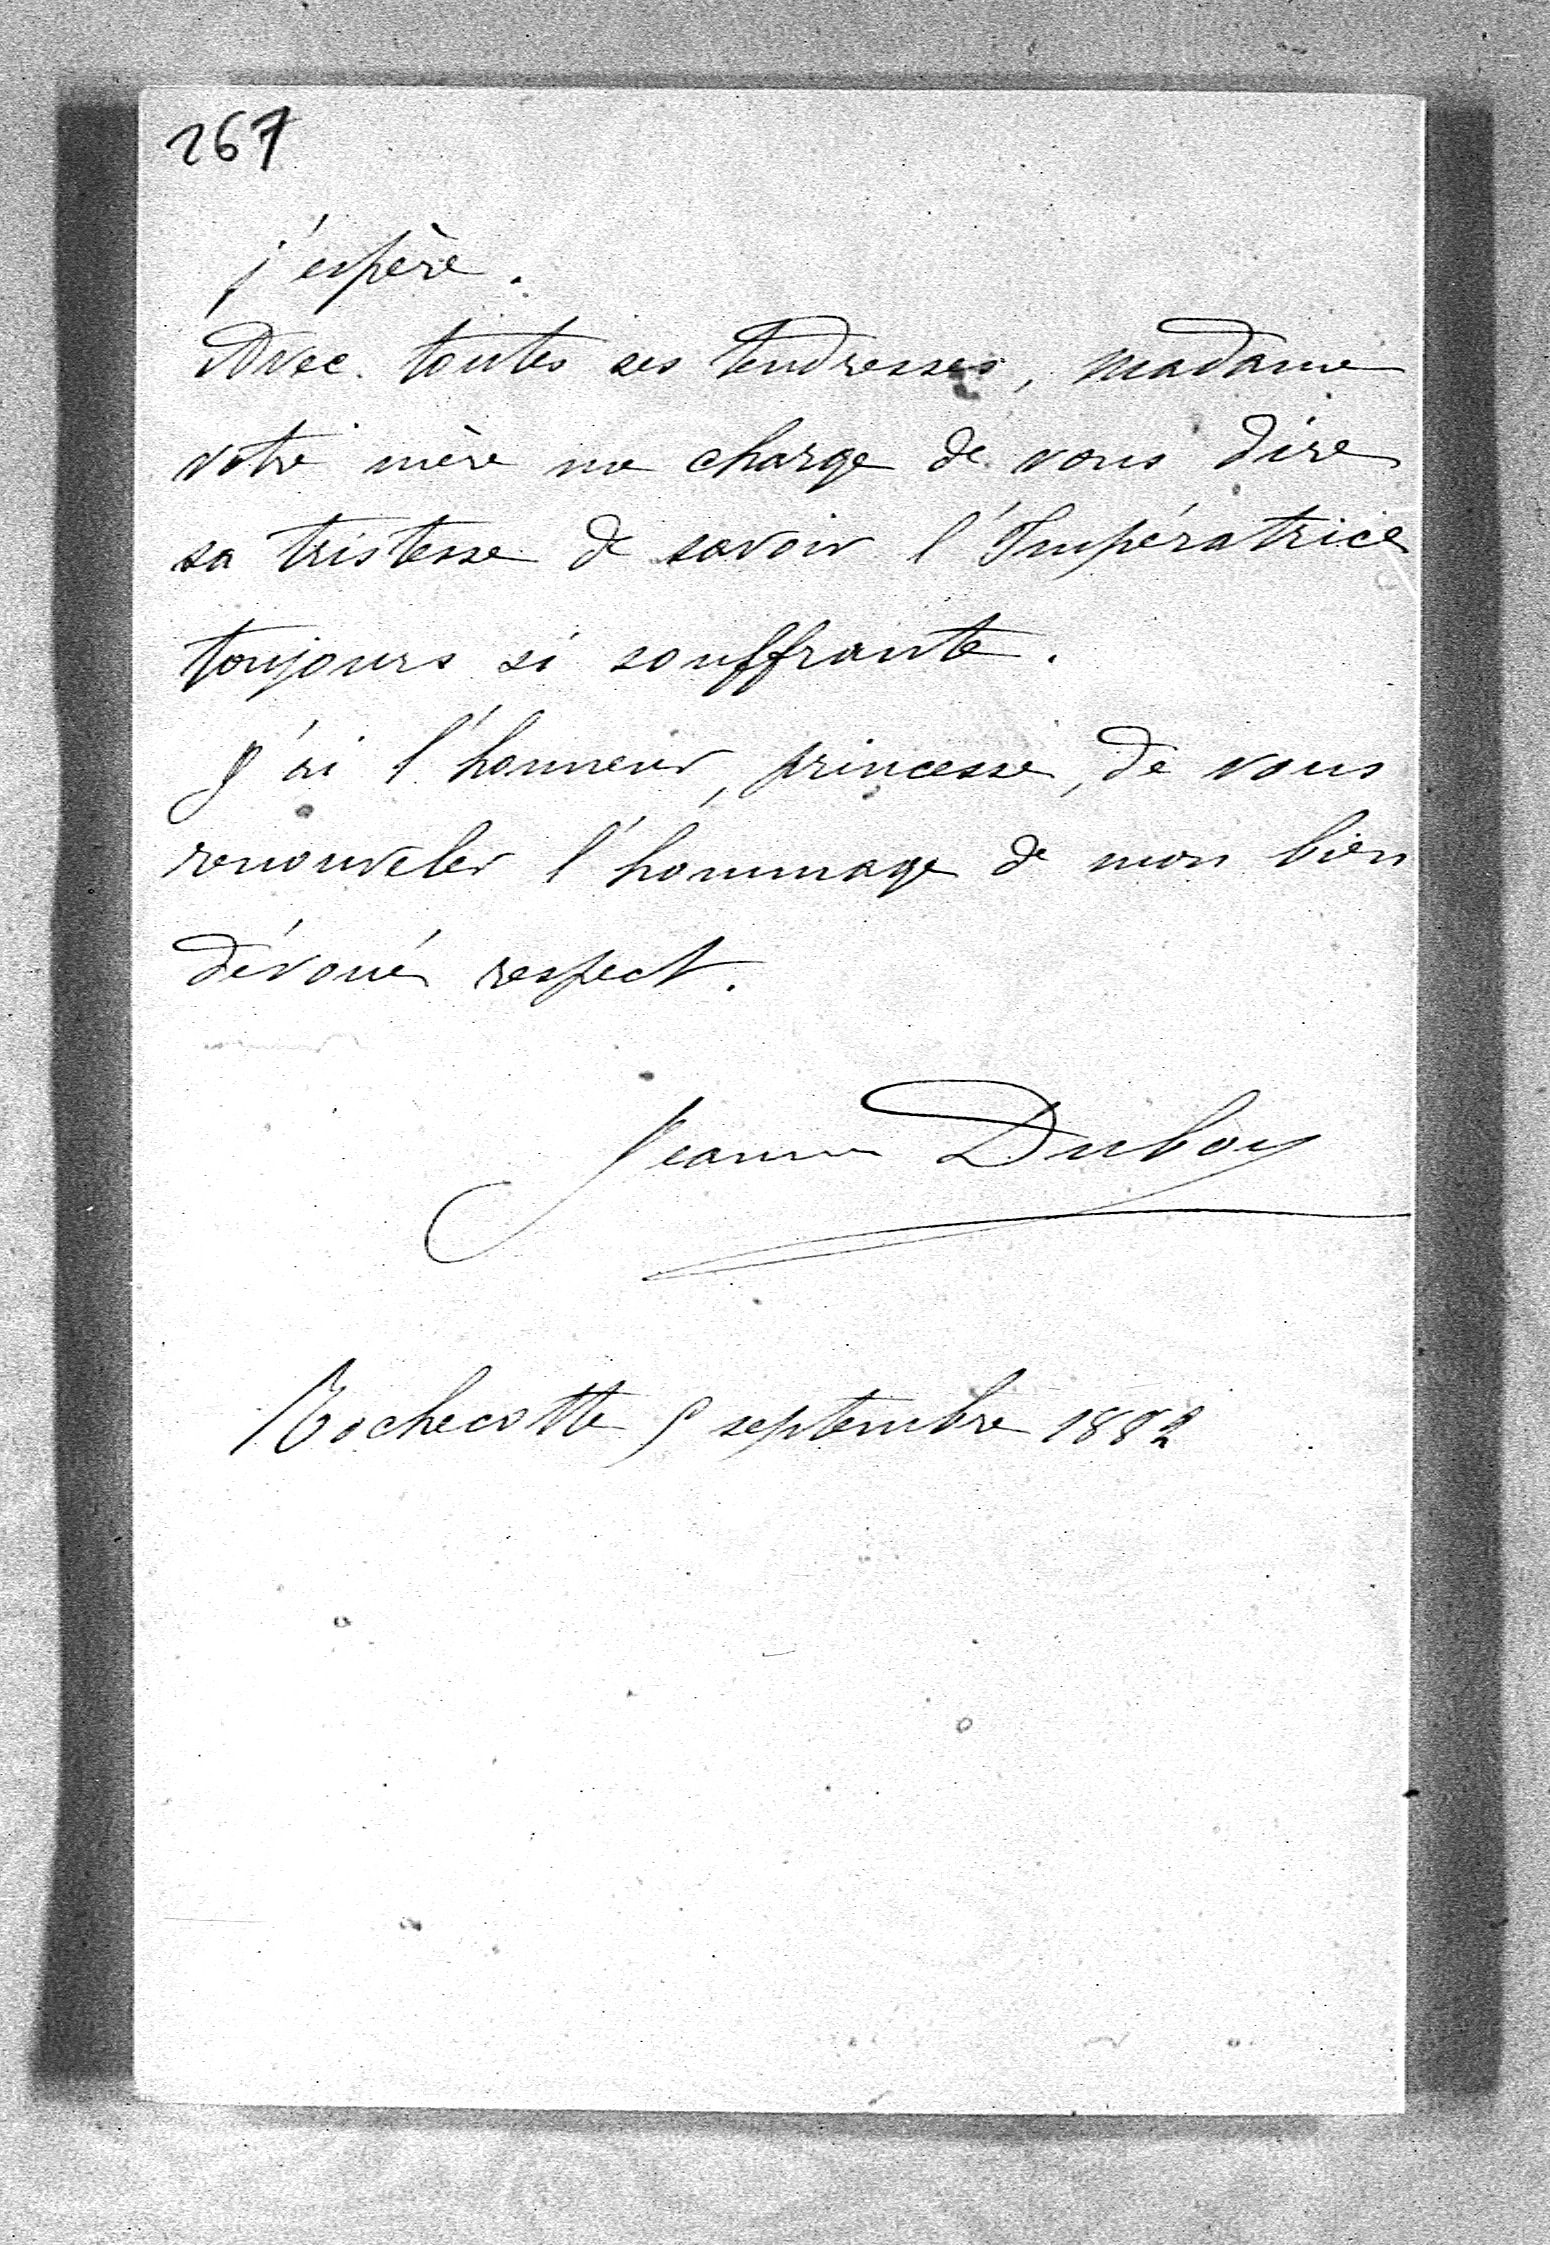 267
j'espère.
Avec toutes ses tendresses, madame
votre mère me charge de vous dire
sa tristesse de savoir l'Impératrice
toujours si souffrante.
J'ai l'honneur, princesse, de vous
renouveler l'hommage de mon bien
dévoué respect.
Jeanne Dubois
Rochecotte septembre 1882